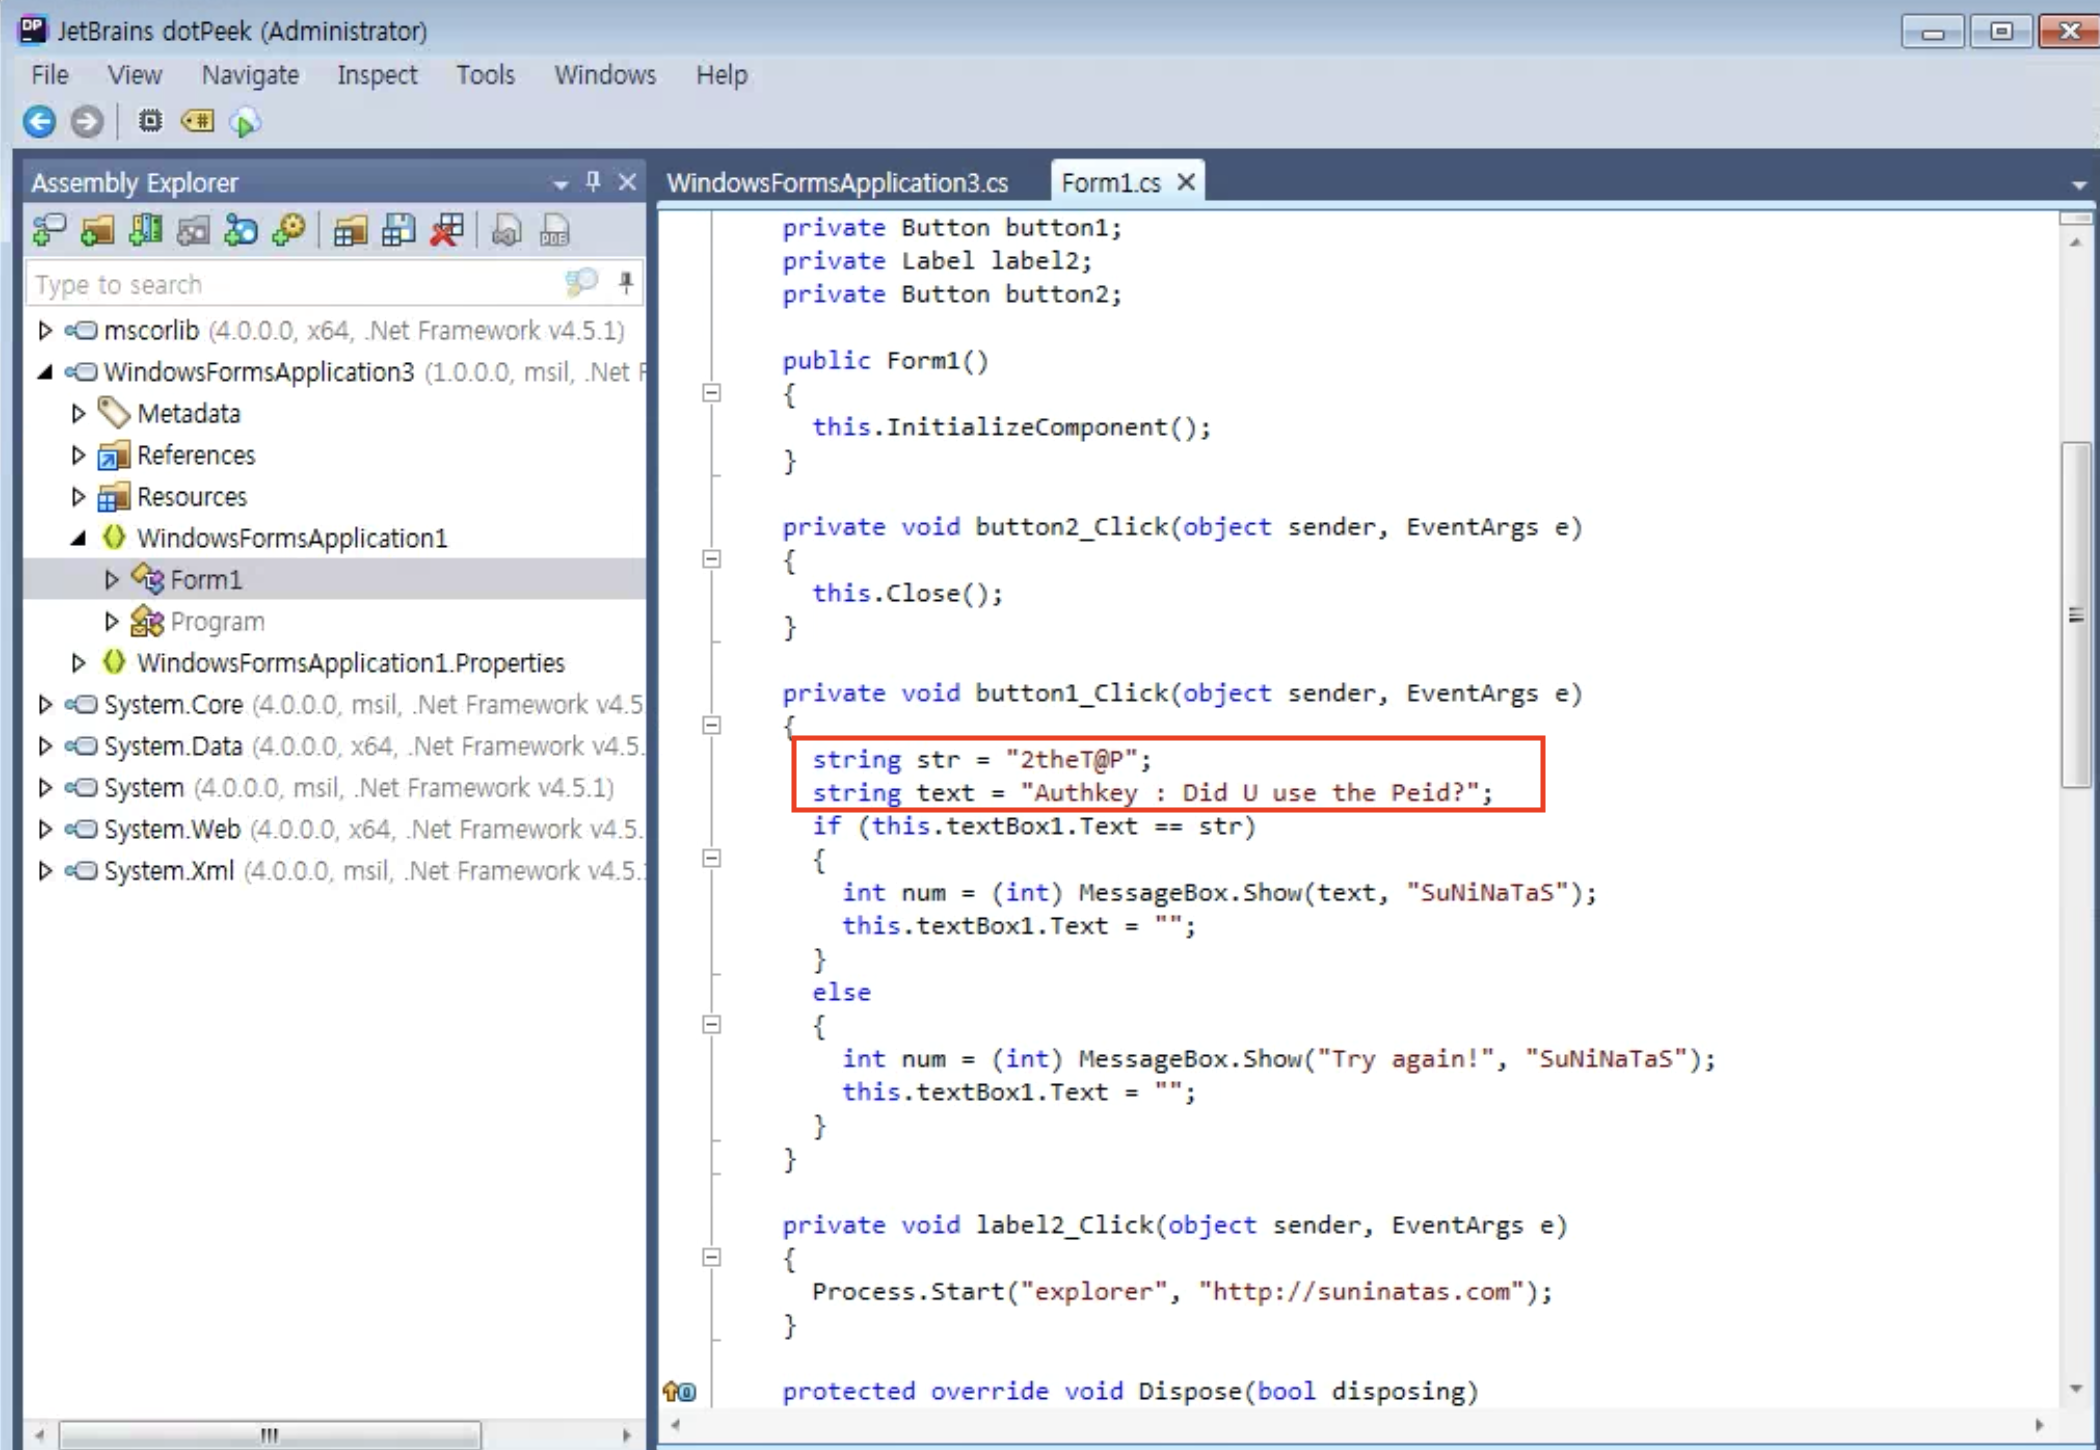 JetBrains dotPeek (Administrator)
File View Navigate Inspect Tools Windows Help
Assembly Explorer
Type to search
mscorlib (4.0.0.0, x64, .Net Framework v4.5.1)
WindowsFormsApplication3 (1.0.0.0, msil, .Net F
Metadata
References
Resources
WindowsFormsApplication1
Form1
Program
WindowsFormsApplication1.Properties
System.Core (4.0.0.0, msil, .Net Framework v4.5
System.Data (4.0.0.0, x64, .Net Framework v4.5.
System (4.0.0.0, msil, .Net Framework v4.5.1)
System.Web (4.0.0.0, x64, .Net Framework v4.5.
System.Xml (4.0.0.0, msil, .Net Framework v4.5.
WindowsFormsApplication3.cs Form1.cs
private Button button1;
private Label label2;
private Button button2;
public Form1()
{
this.InitializeComponent();
}
private void button2_Click(object sender, EventArgs e)
{
this.Close();
}
private void button1_Click(object sender, EventArgs e)
{
string str = "2theT@P";
string text = "Authkey : Did U use the Peid?";
if (this.textBox1.Text == str)
{
int num = (int) MessageBox.Show(text, "SuNiNaTaS");
this.textBox1.Text = "";
}
else
{
int num = (int) MessageBox.Show("Try again!", "SuNiNaTaS");
this.textBox1.Text = "";
}
}
private void label2_Click(object sender, EventArgs e)
{
Process.Start("explorer", "http://suninatas.com");
}
protected override void Dispose(bool disposing)